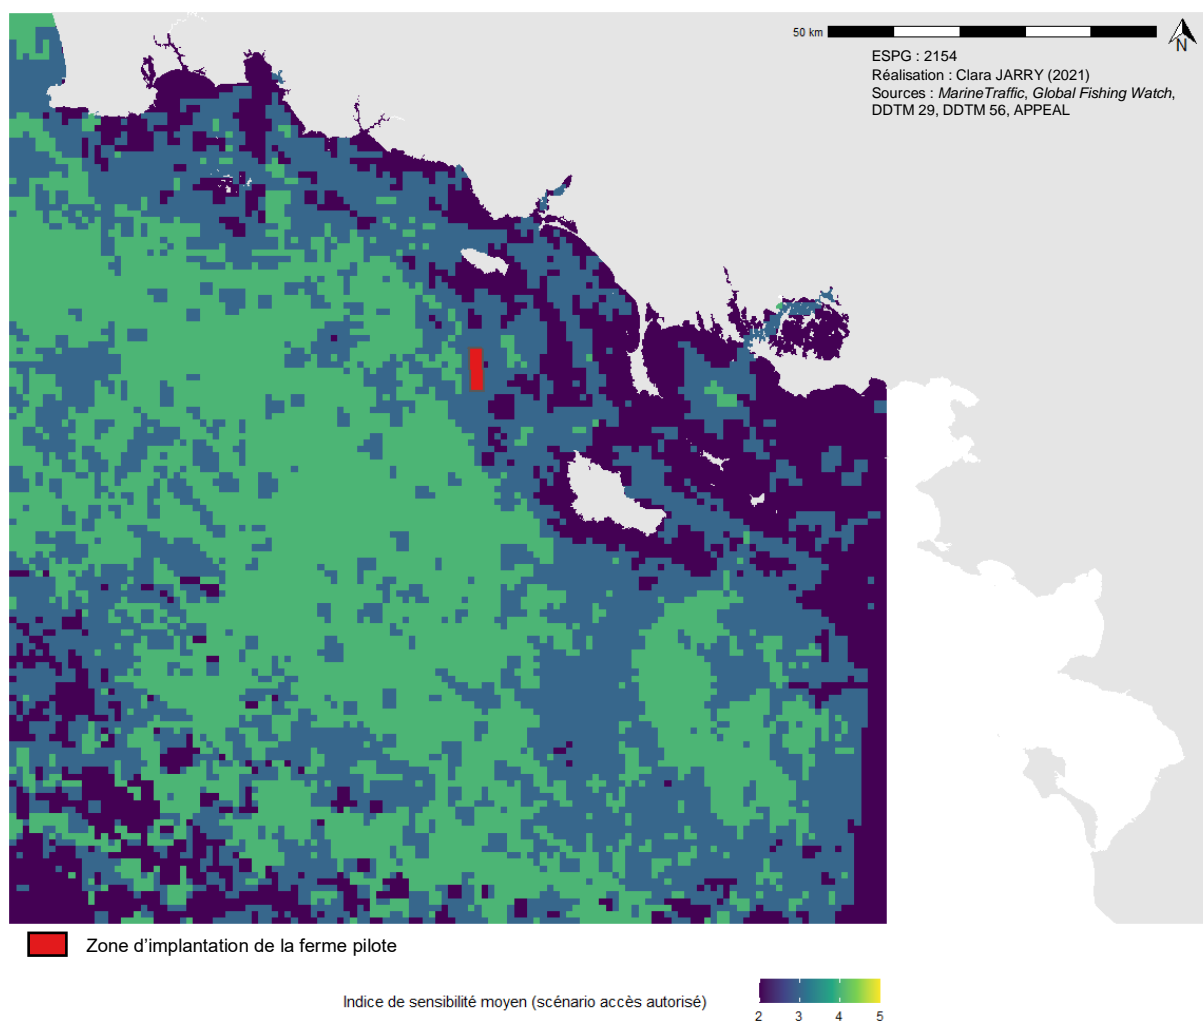 50 km
N
ESPG : 2154
Réalisation : Clara JARRY (2021)
Sources : MarineTraffic, Global Fishing Watch,
DDTM 29, DDTM 56, APPEAL
Zone d'implantation de la ferme pilote
Indice de sensibilité moyen (scénario accès autorisé)
2 3 4 5